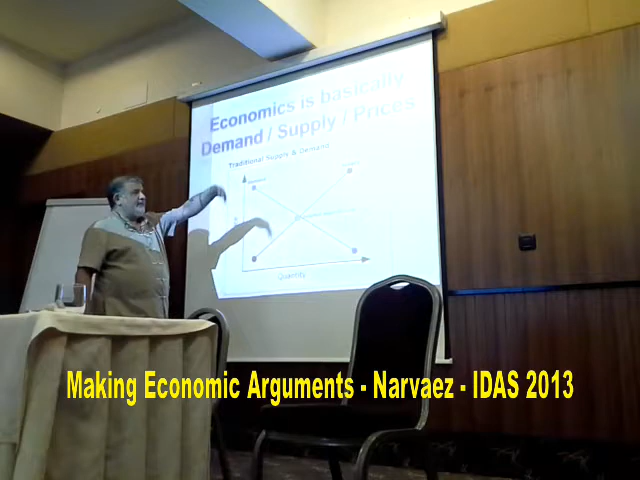 Economics is basically
Demand / Supply / Prices
Traditional Supply & Demand
Quantity
Making Economic Arguments - Narvaez - IDAS 2013